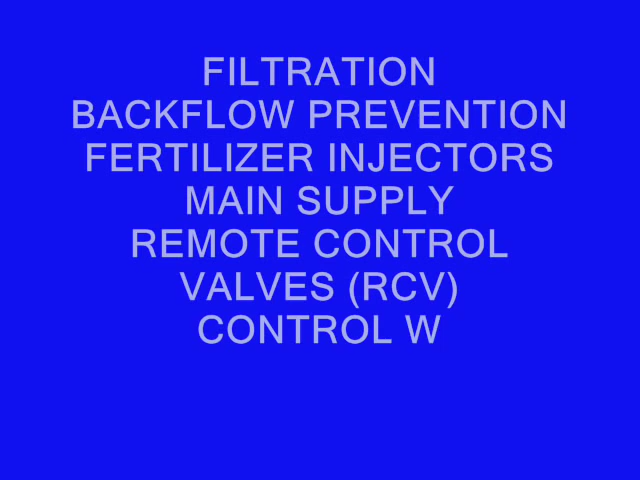 FILTRATION
BACKFLOW PREVENTION
FERTILIZER INJECTORS
MAIN SUPPLY
REMOTE CONTROL
VALVES (RCV)
CONTROL W